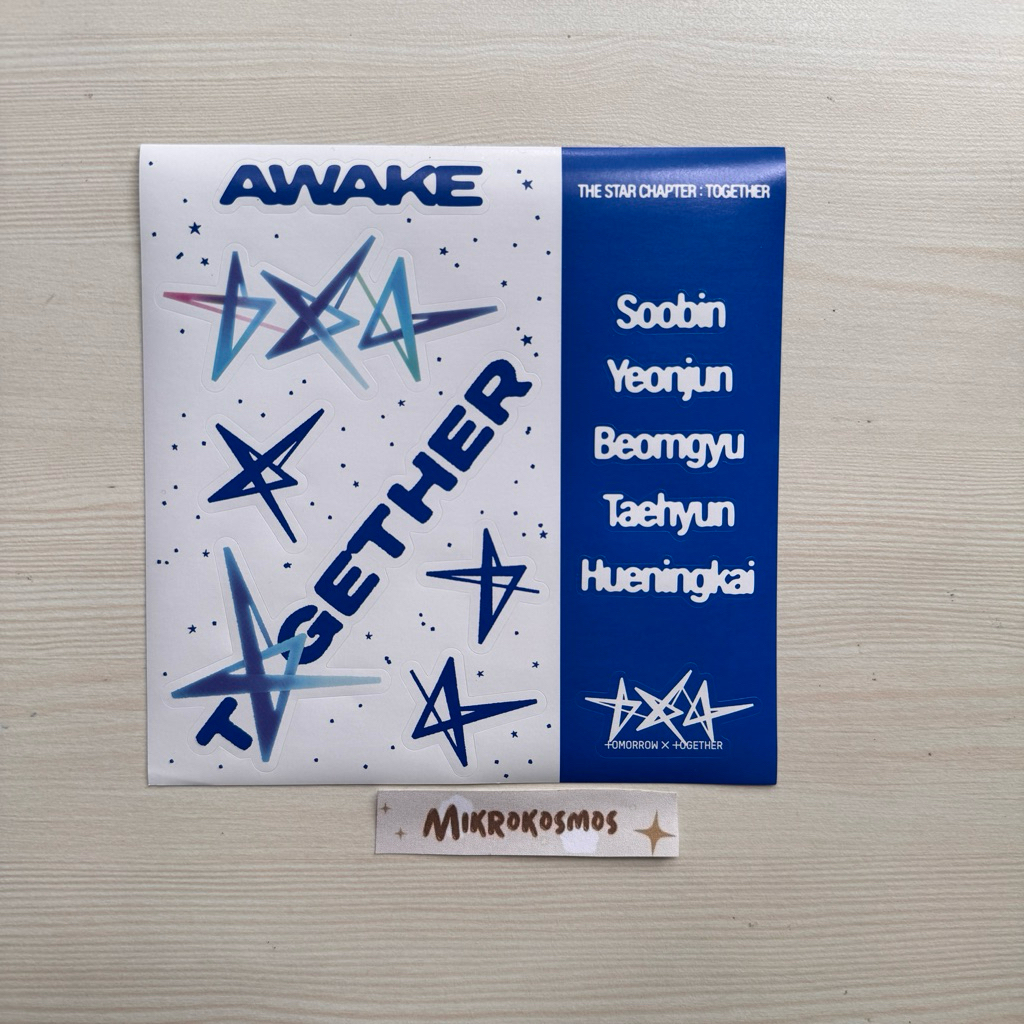 AWAKE
TOGETHER
THE STAR CHAPTER : TOGETHER
Soobin
Yeonjun
Beomgyu
Taehyun
Hueningkai
TOMORROW X TOGETHER
MIKROKOSMOS